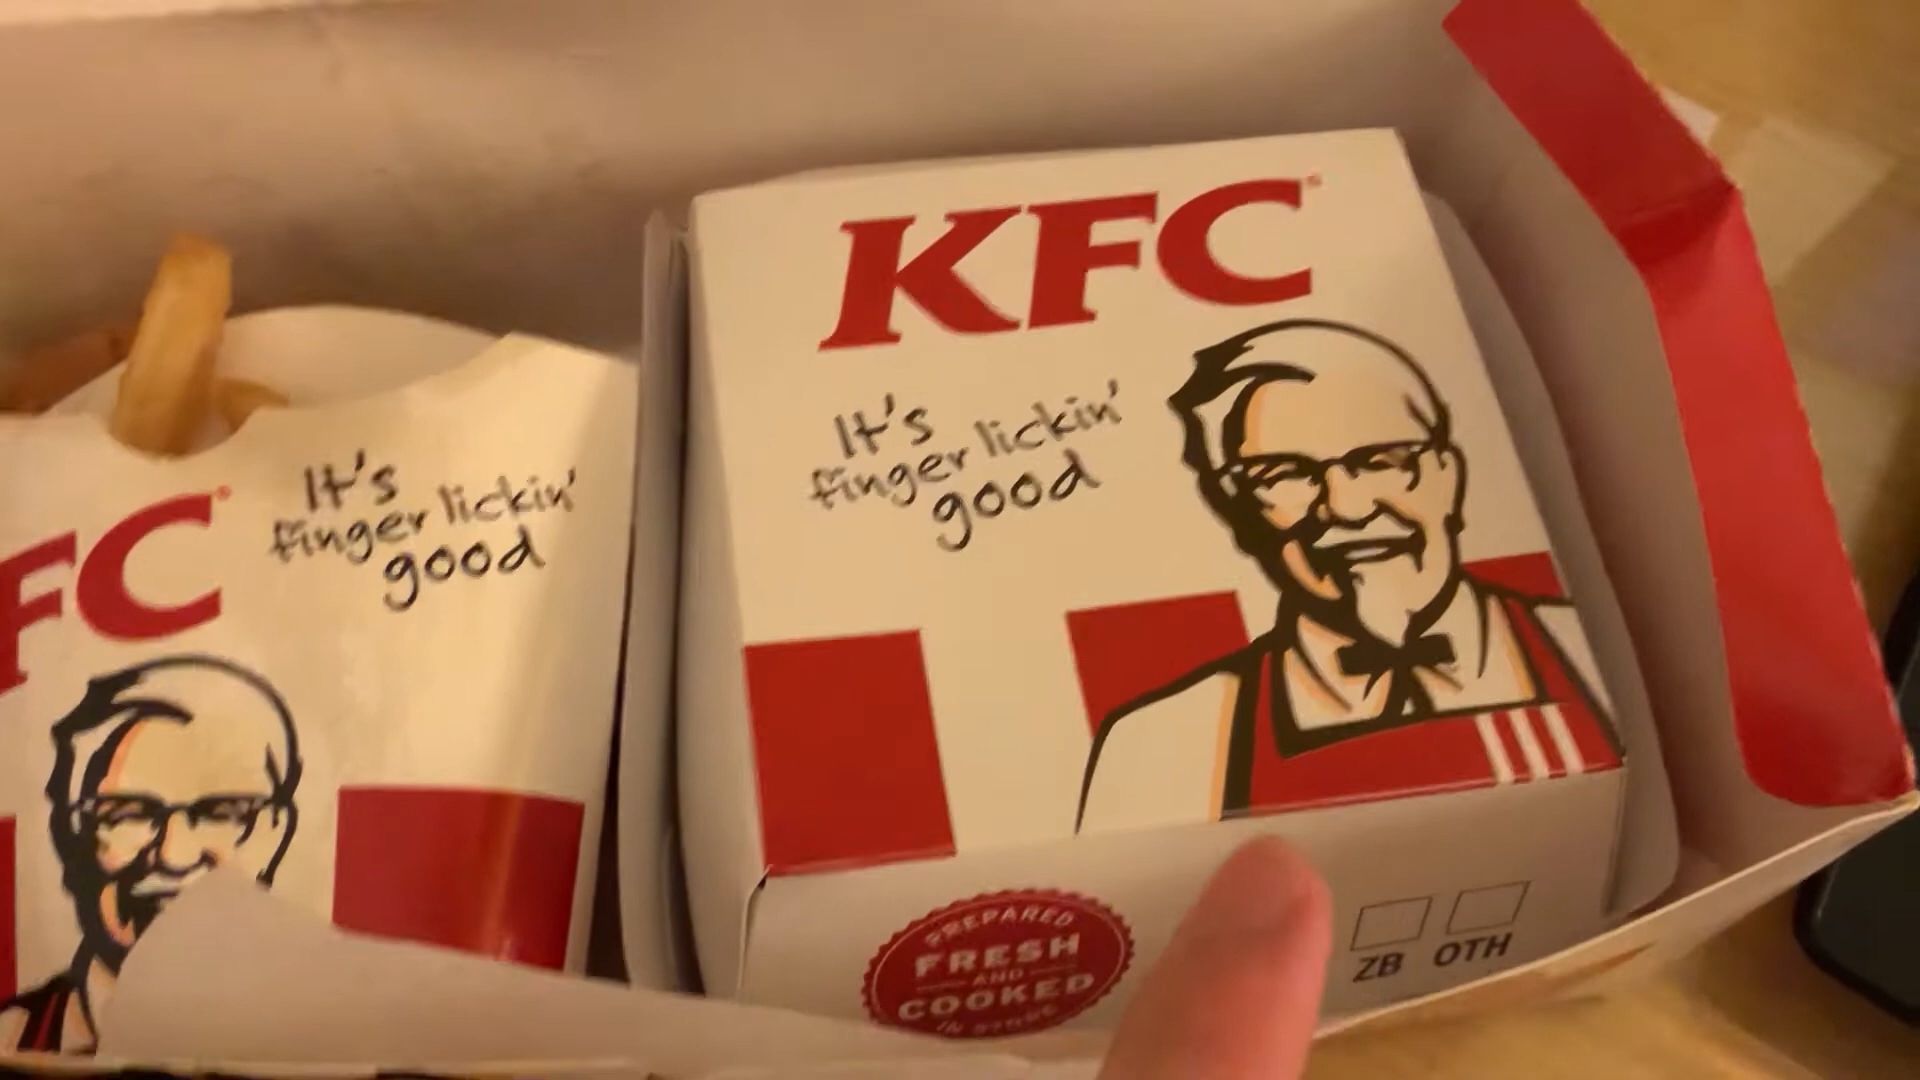 FC
It's
finger lickin'
good
KFC
It's
finger lickin'
good
PREPARED
FRESH
AND
COOKED
IN STORE
ZB OTH